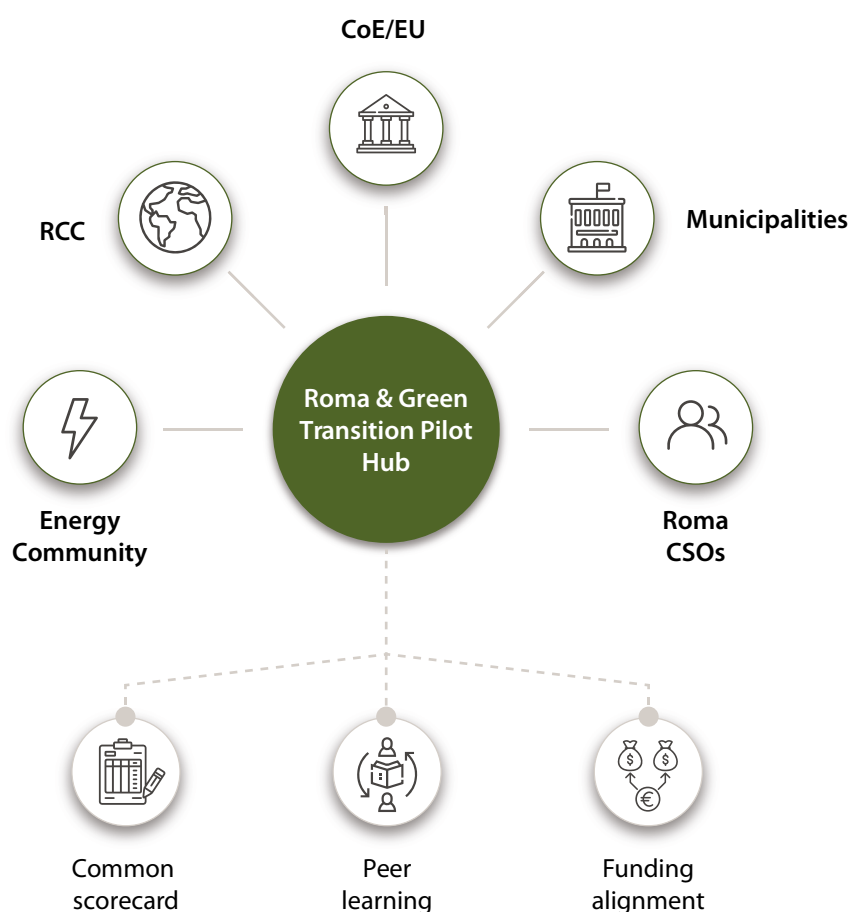 CoE/EU
RCC
Municipalities
Roma & Green
Transition Pilot
Hub
Energy
Community
Roma
CSOs
$ $
€
Common
scorecard
Peer
learning
Funding
alignment